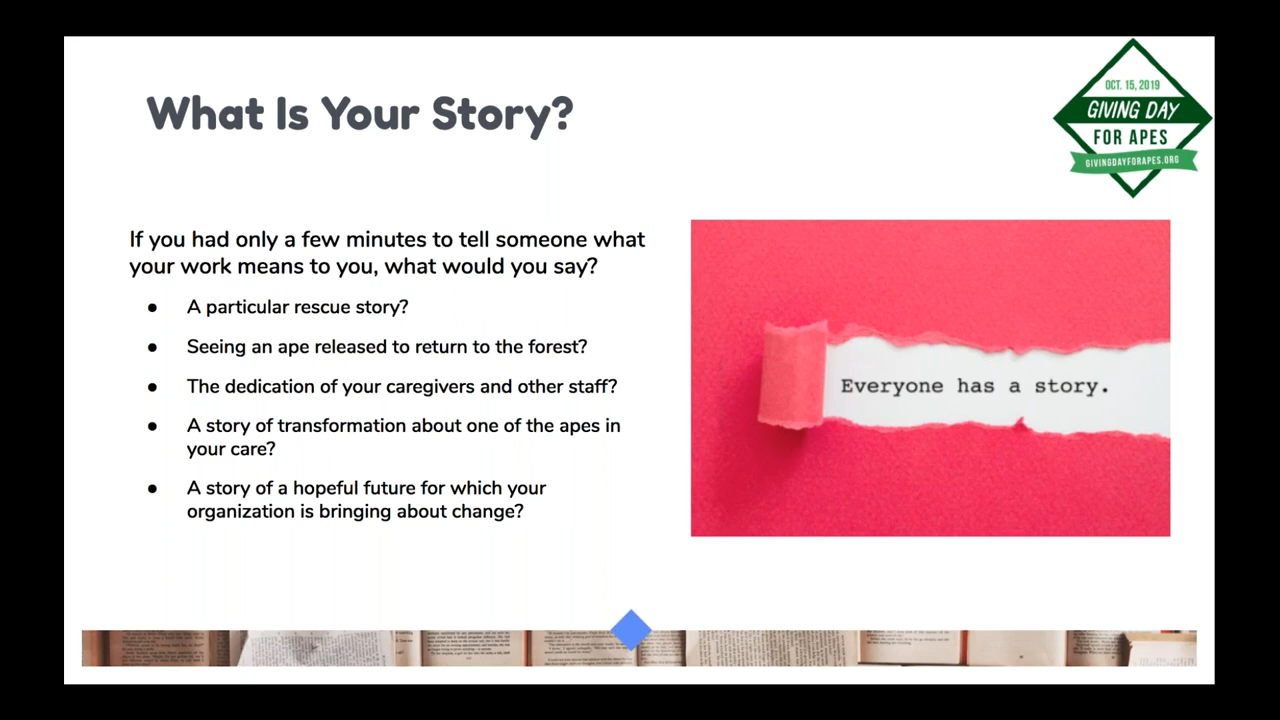 What Is Your Story?
OCT. 15, 2019
GIVING DAY
FOR APES
GIVINGDAYFORAPES.ORG
If you had only a few minutes to tell someone what
your work means to you, what would you say?
● A particular rescue story?
● Seeing an ape released to return to the forest?
● The dedication of your caregivers and other staff?
● A story of transformation about one of the apes in
your care?
● A story of a hopeful future for which your
organization is bringing about change?
Everyone has a story.